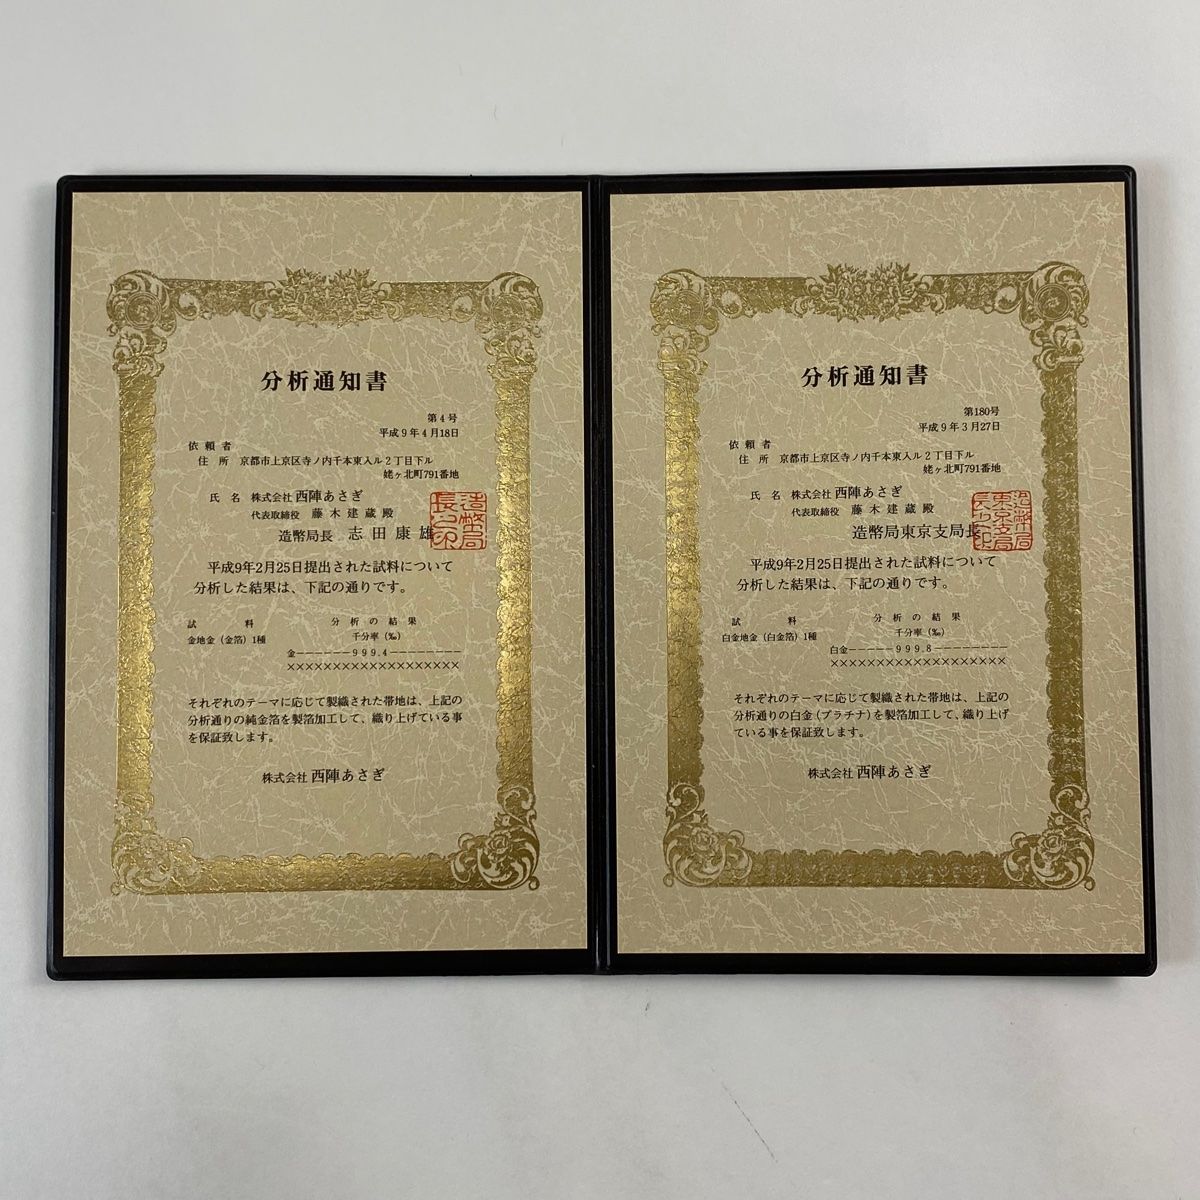 分析通知書
第4号
平成9年4月18日
依頼者
住所 京都市上京区寺ノ内千本東入ル2丁目下ル
姥ヶ北町791番地
氏名 株式会社 西陣あさぎ
代表取締役 藤木建蔵殿
造幣局長 志田康雄
造幣局長之印
平成9年2月25日提出された試料について
分析した結果は、下記の通りです。
試料 分析の結果
金地金（金箔）1種 千分率（‰）
金――――――999.4―――――――――
×××××××××××××××××××
それぞれのテーマに応じて製織された帯地は、上記の
分析通りの純金箔を製箔加工して、織り上げている事
を保証致します。
株式会社 西陣あさぎ
分析通知書
第180号
平成9年3月27日
依頼者
住所 京都市上京区寺ノ内千本東入ル2丁目下ル
姥ヶ北町791番地
氏名 株式会社 西陣あさぎ
代表取締役 藤木建蔵殿
造幣局東京支局長
造幣局東京支局長之印
平成9年2月25日提出された試料について
分析した結果は、下記の通りです。
試料 分析の結果
白金地金（白金箔）1種 千分率（‰）
白金―――――999.8―――――――――
×××××××××××××××××××
それぞれのテーマに応じて製織された帯地は、上記の
分析通りの白金（プラチナ）を製箔加工して、織り上げ
ている事を保証致します。
株式会社 西陣あさぎ